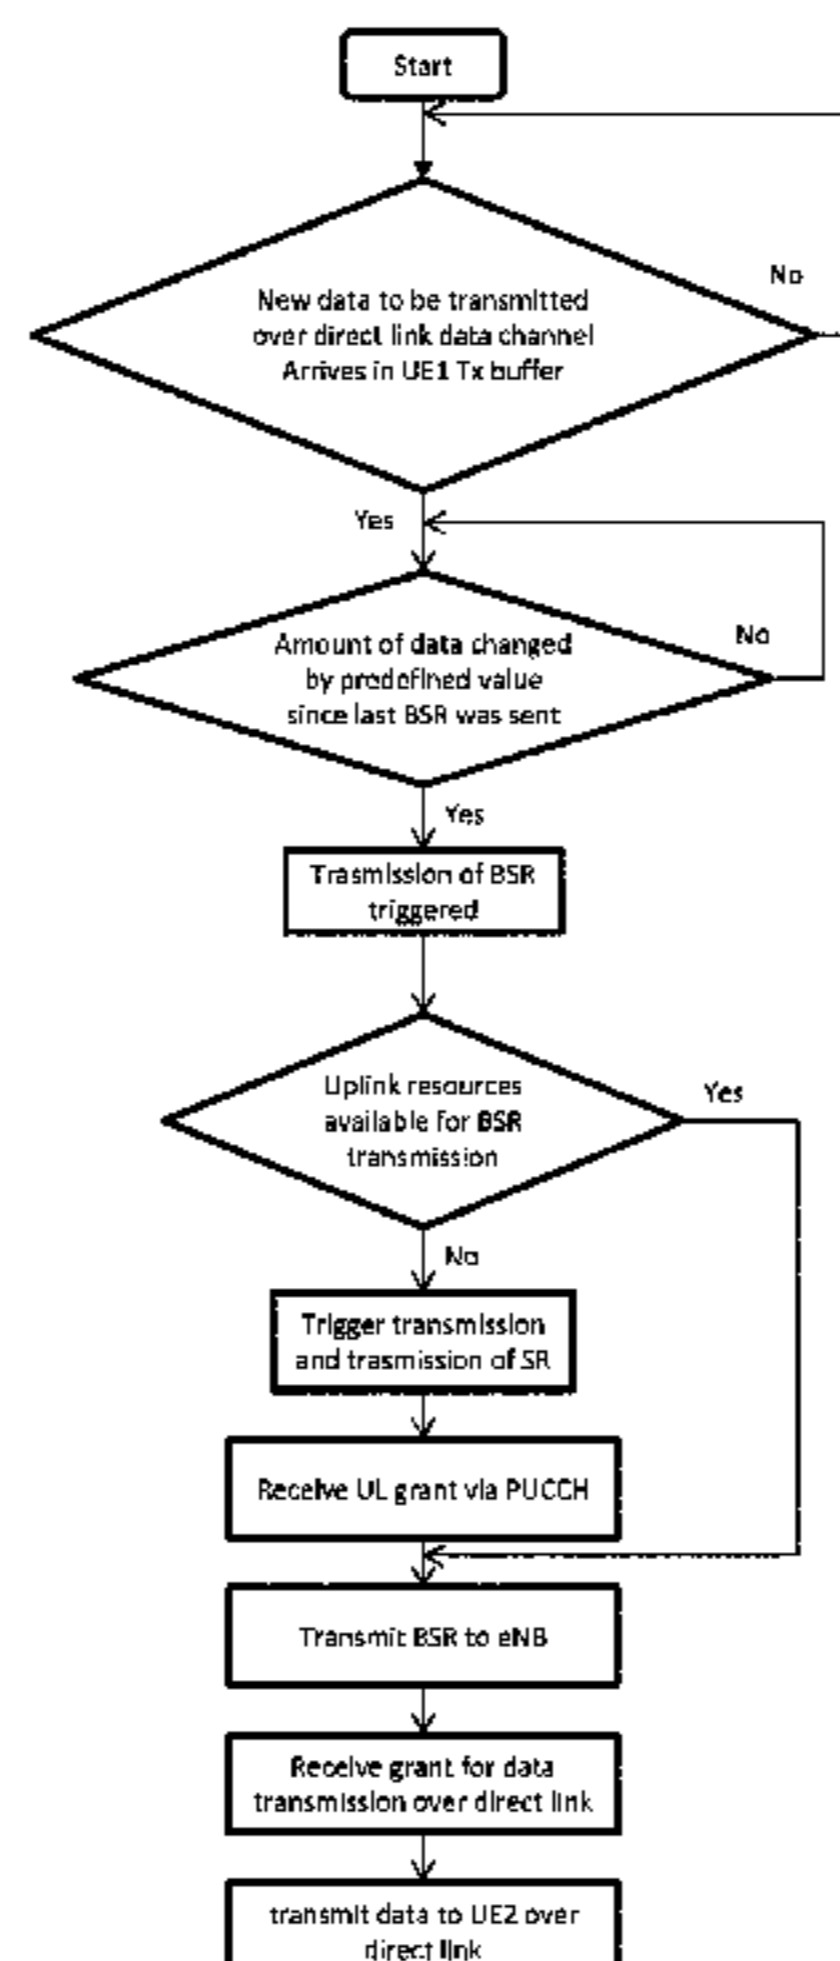 Start
No
New data to be transmitted
over direct link data channel
Arrives in UE1 Tx buffer
Yes
No
Amount of data changed
by predefined value
since last BSR was sent
Yes
Trasmission of BSR
triggered
Yes
Uplink resources
available for BSR
transmission
No
Trigger transmission
and trasmission of SR
Receive UL grant via PUCCH
Transmit BSR to eNB
Receive grant for data
transmission over direct link
transmit data to UE2 over
direct link